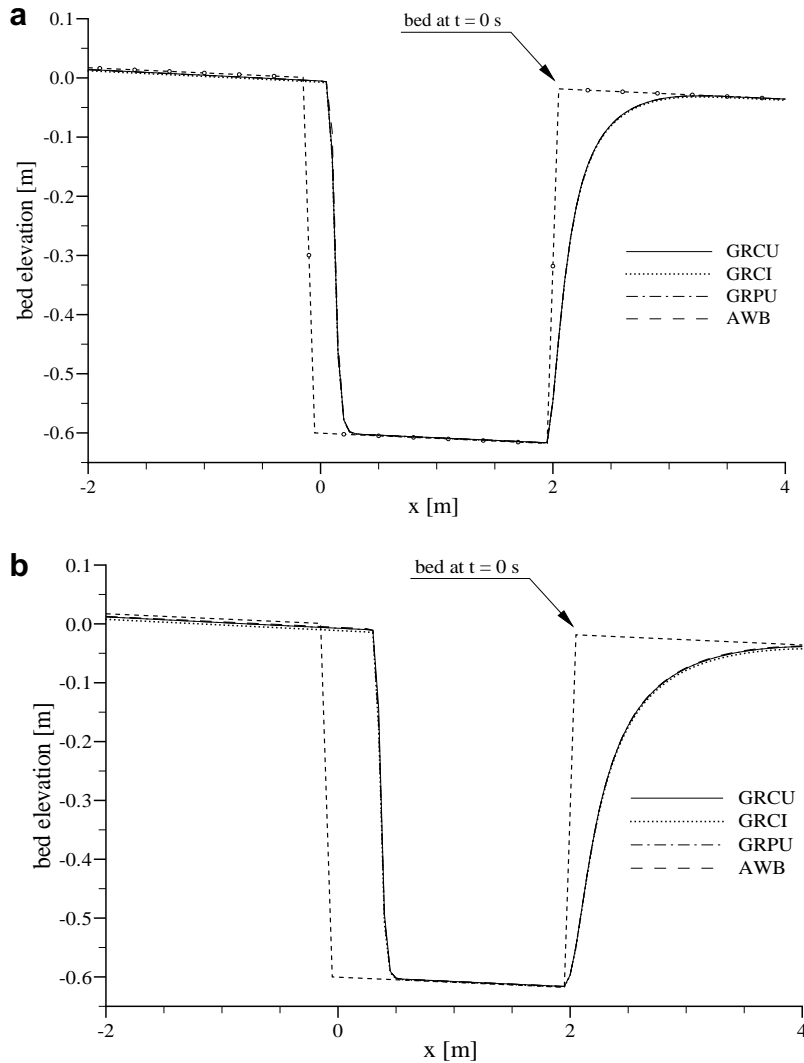 a
bed at t = 0 s
0.1
0.0
-0.1
-0.2
-0.3
-0.4
-0.5
-0.6
bed elevation [m]
GRCU
GRCI
GRPU
AWB
-2
0
2
4
x [m]
b
bed at t = 0 s
0.1
0.0
-0.1
-0.2
-0.3
-0.4
-0.5
-0.6
bed elevation [m]
GRCU
GRCI
GRPU
AWB
-2
0
2
4
x [m]